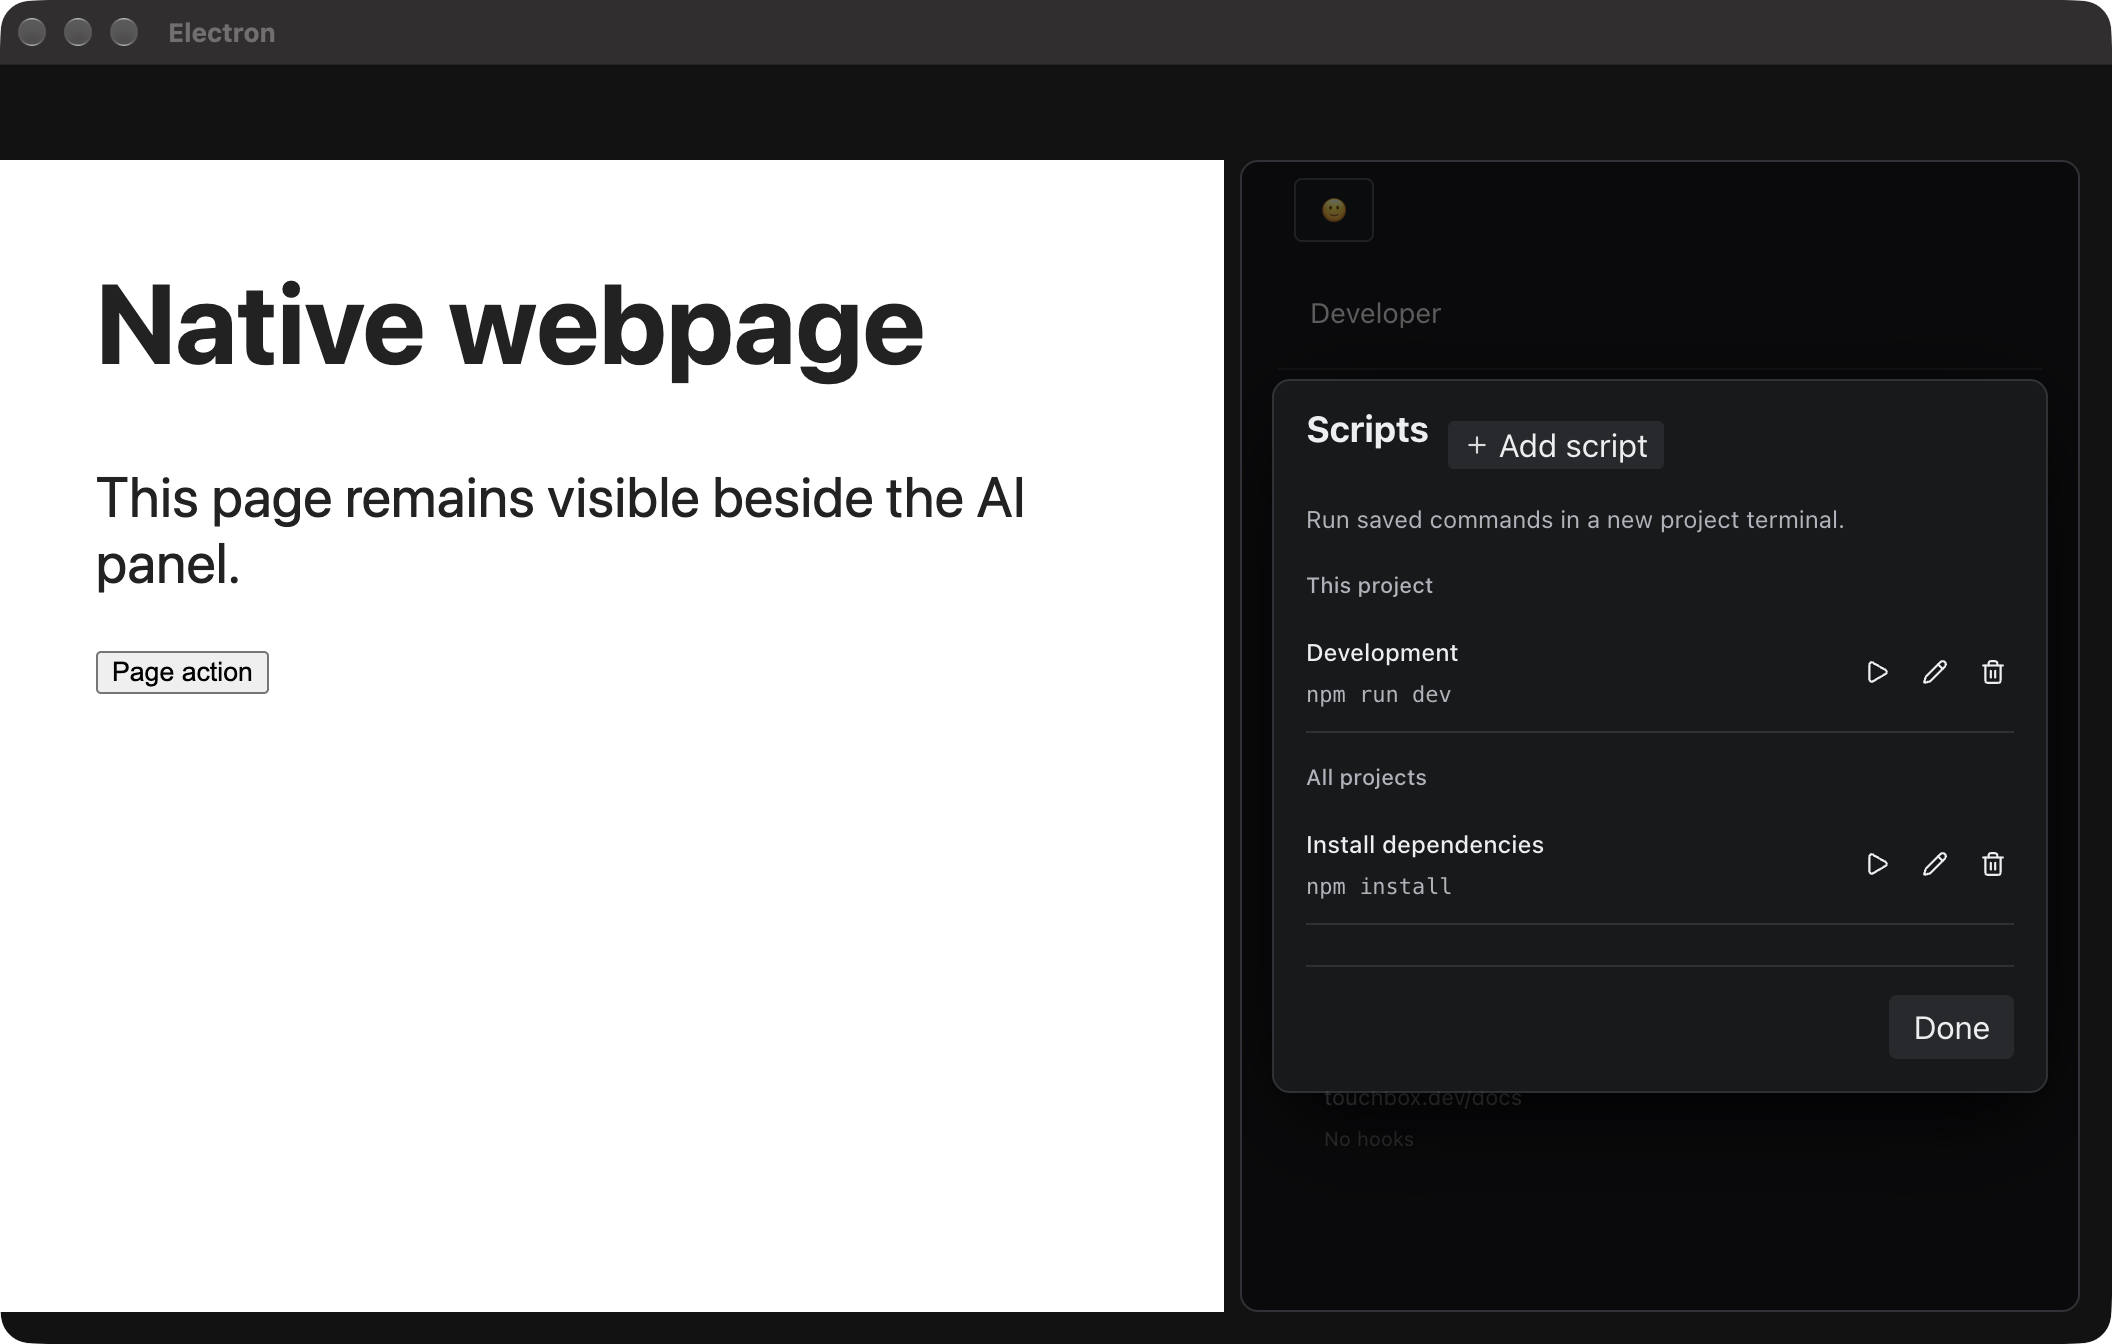 Electron
Native webpage
This page remains visible beside the AI
panel.
Page action
Developer
Scripts
+ Add script
Run saved commands in a new project terminal.
This project
Development
npm run dev
All projects
Install dependencies
npm install
Done
touchbox.dev/docs
No hooks